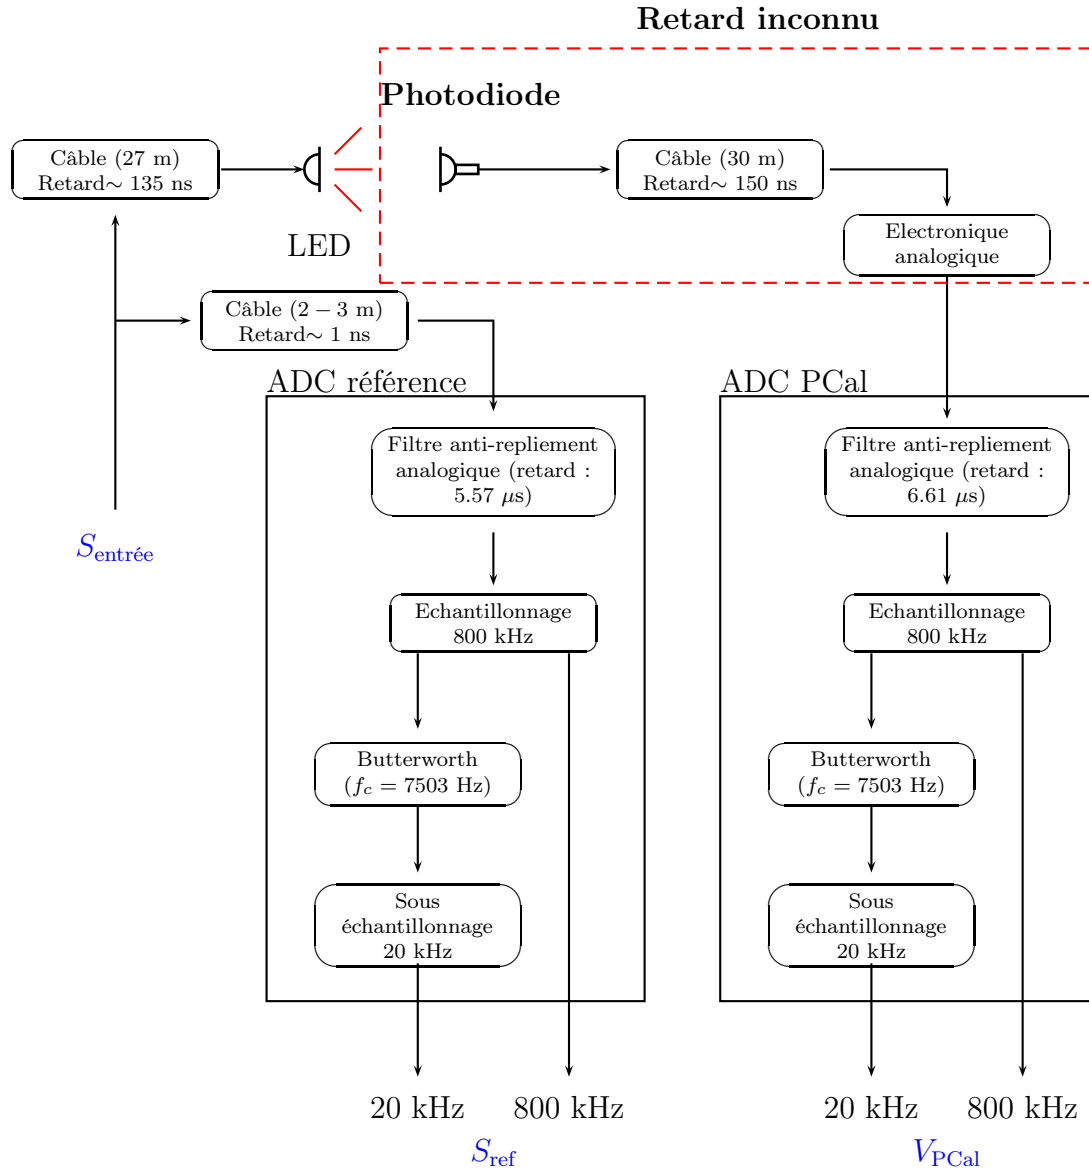 Retard inconnu
Photodiode
Câble (27 m)
Retard∼ 135 ns
Câble (30 m)
Retard∼ 150 ns
LED
Electronique
analogique
Câble (2 − 3 m)
Retard∼ 1 ns
ADC référence
ADC PCal
Filtre anti-repliement
analogique (retard :
5.57 μs)
Filtre anti-repliement
analogique (retard :
6.61 μs)
S_entrée
Echantillonnage
800 kHz
Echantillonnage
800 kHz
Butterworth
(f_c = 7503 Hz)
Butterworth
(f_c = 7503 Hz)
Sous
échantillonnage
20 kHz
Sous
échantillonnage
20 kHz
20 kHz 800 kHz
20 kHz 800 kHz
S_ref
V_PCal